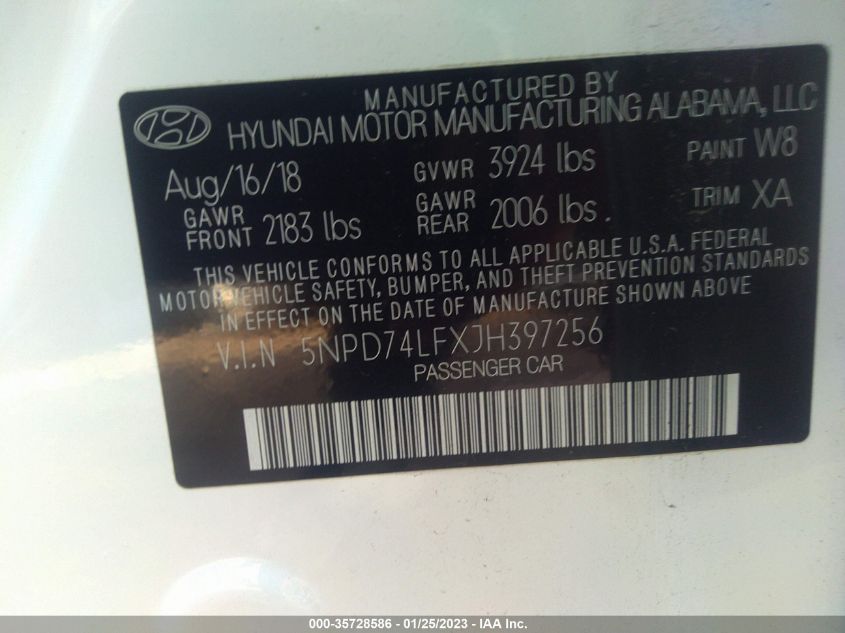 MANUFACTURED BY
HYUNDAI MOTOR MANUFACTURING ALABAMA, LLC
Aug/16/18 GVWR 3924 lbs PAINT W8
GAWR FRONT 2183 lbs GAWR REAR 2006 lbs. TRIM XA
THIS VEHICLE CONFORMS TO ALL APPLICABLE U.S.A. FEDERAL
MOTOR VEHICLE SAFETY, BUMPER, AND THEFT PREVENTION STANDARDS
IN EFFECT ON THE DATE OF MANUFACTURE SHOWN ABOVE
V.I.N 5NPD74LFXJH397256
PASSENGER CAR
000-35728586 - 01/25/2023 - IAA Inc.